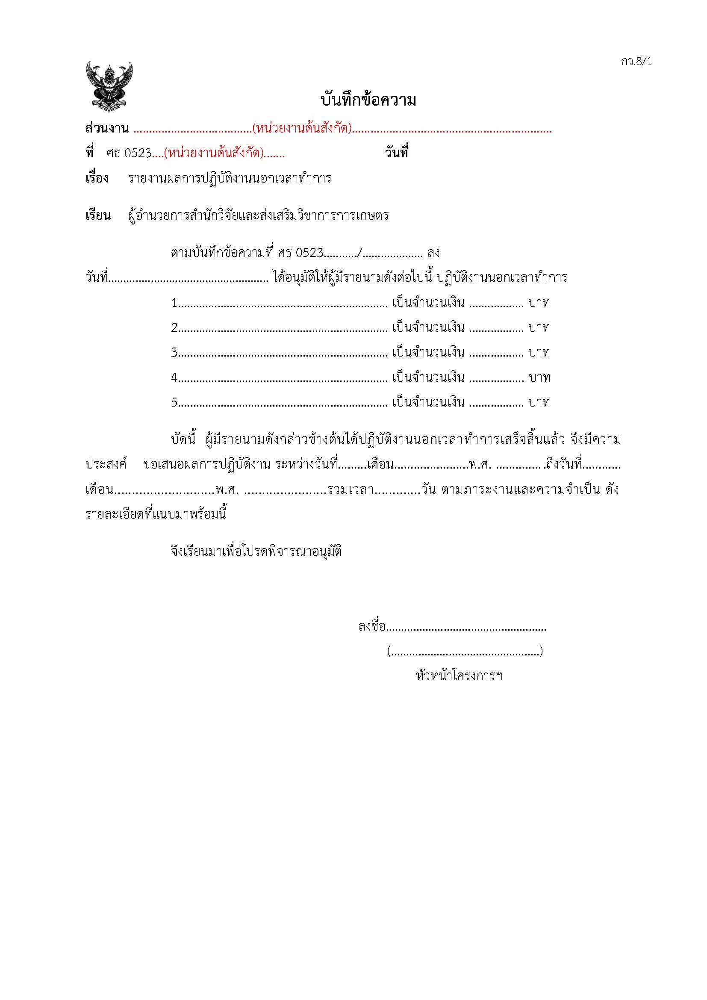 กว.8/1
บันทึกข้อความ
ส่วนงาน ......................................(หน่วยงานต้นสังกัด)................................................................
ที่ ศธ 0523....(หน่วยงานต้นสังกัด)....... วันที่
เรื่อง รายงานผลการปฏิบัติงานนอกเวลาทำการ
เรียน ผู้อำนวยการสำนักวิจัยและส่งเสริมวิชาการการเกษตร
ตามบันทึกข้อความที่ ศธ 0523.........../.................... ลง
วันที่..................................................... ได้อนุมัติให้ผู้มีรายนามดังต่อไปนี้ ปฏิบัติงานนอกเวลาทำการ
1..................................................................... เป็นจำนวนเงิน .................. บาท
2..................................................................... เป็นจำนวนเงิน .................. บาท
3..................................................................... เป็นจำนวนเงิน .................. บาท
4..................................................................... เป็นจำนวนเงิน .................. บาท
5..................................................................... เป็นจำนวนเงิน .................. บาท
บัดนี้ ผู้มีรายนามดังกล่าวข้างต้นได้ปฏิบัติงานนอกเวลาทำการเสร็จสิ้นแล้ว จึงมีความ
ประสงค์ ขอเสนอผลการปฏิบัติงาน ระหว่างวันที่.........เดือน.......................พ.ศ. ...............ถึงวันที่............
เดือน............................พ.ศ. .......................รวมเวลา.............วัน ตามภาระงานและความจำเป็น ดัง
รายละเอียดที่แนบมาพร้อมนี้
จึงเรียนมาเพื่อโปรดพิจารณาอนุมัติ
ลงชื่อ.....................................................
(.................................................)
หัวหน้าโครงการฯ